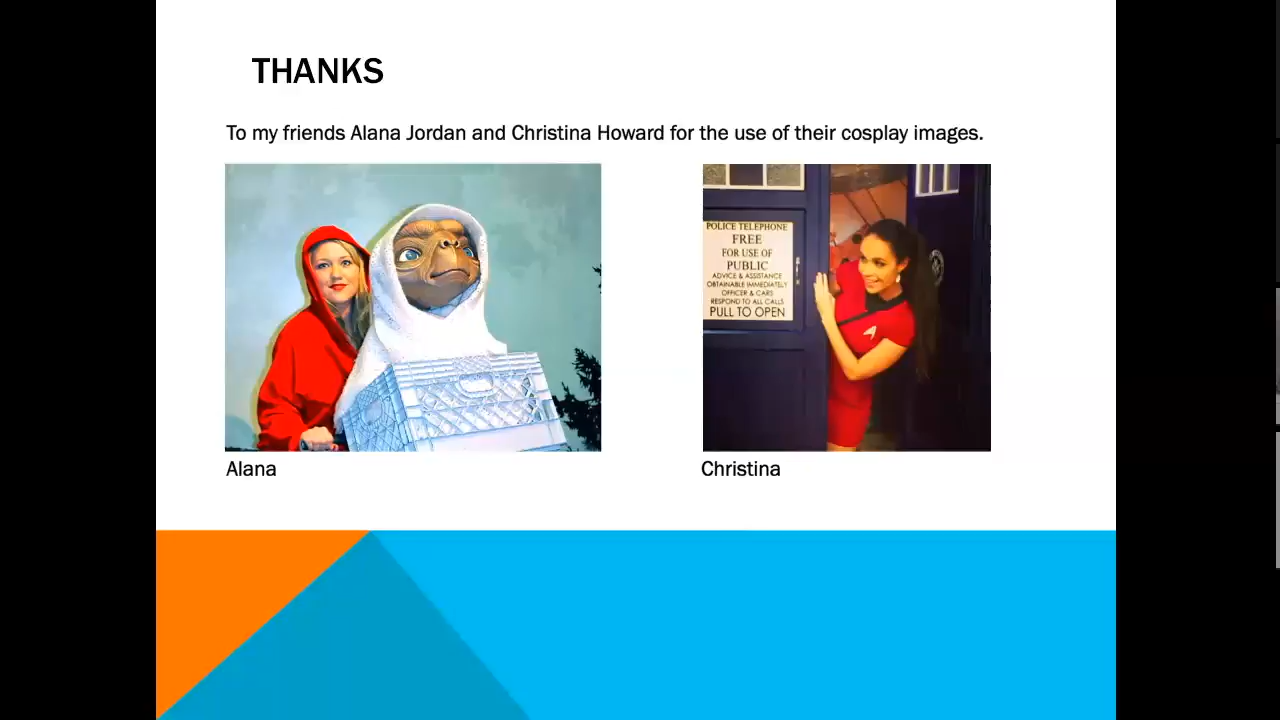 THANKS
To my friends Alana Jordan and Christina Howard for the use of their cosplay images.
POLICE TELEPHONE
FREE
FOR USE OF
PUBLIC
ADVICE & ASSISTANCE
OBTAINABLE IMMEDIATELY
OFFICER & CARS
RESPOND TO ALL CALLS
PULL TO OPEN
Alana
Christina